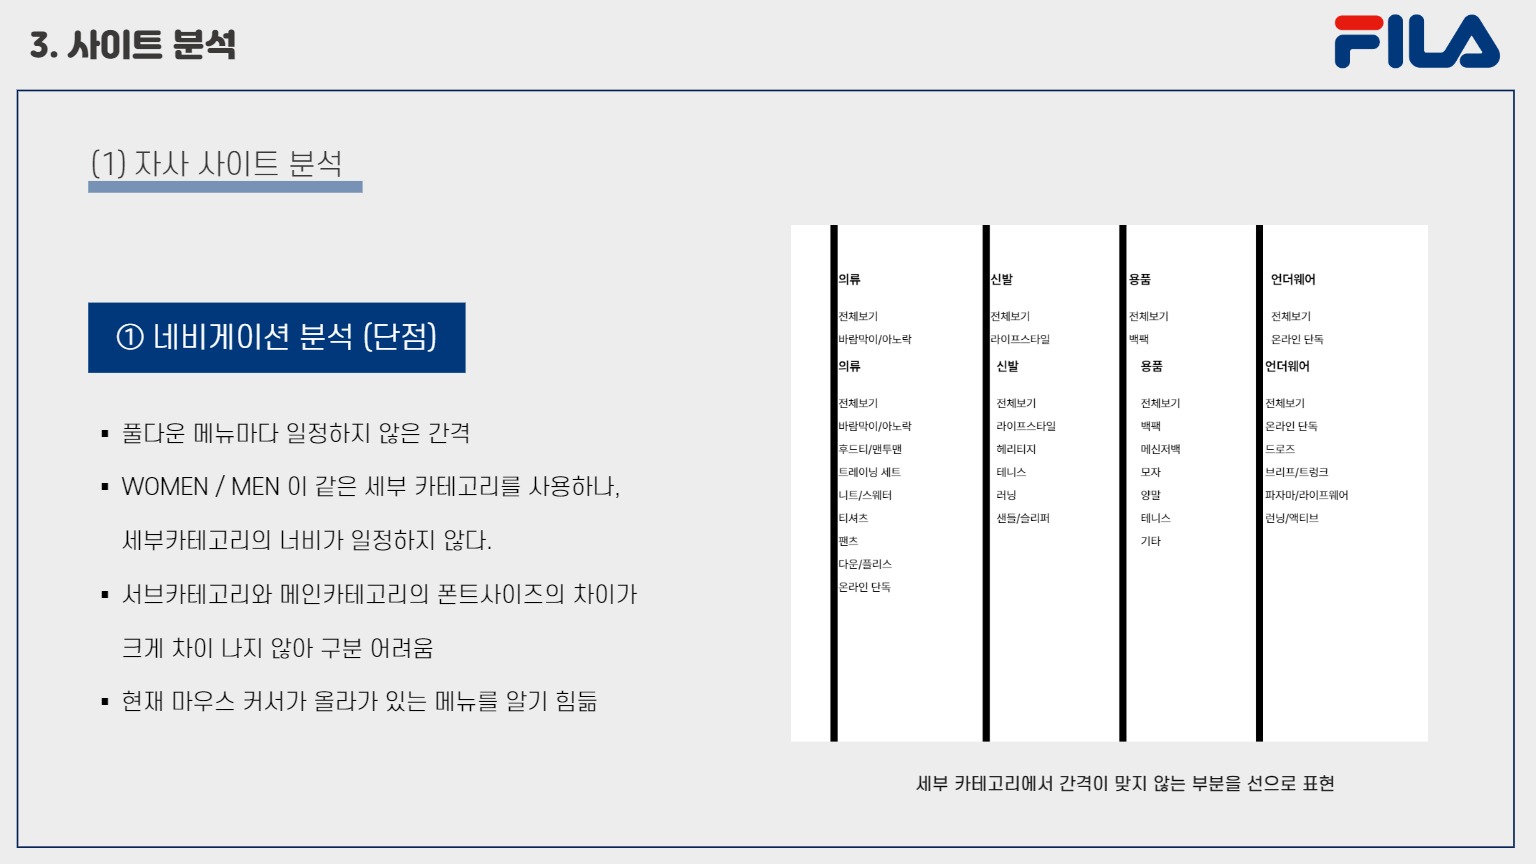 3. 사이트 분석
FILA
(1) 자사 사이트 분석
① 네비게이션 분석 (단점)
▪ 풀다운 메뉴마다 일정하지 않은 간격
▪ WOMEN / MEN 이 같은 세부 카테고리를 사용하나,
세부카테고리의 너비가 일정하지 않다.
▪ 서브카테고리와 메인카테고리의 폰트사이즈의 차이가
크게 차이 나지 않아 구분 어려움
▪ 현재 마우스 커서가 올라가 있는 메뉴를 알기 힘듦
의류 신발 용품 언더웨어
전체보기 전체보기 전체보기 전체보기
바람막이/아노락 라이프스타일 백팩 온라인 단독
의류 신발 용품 언더웨어
전체보기 전체보기 전체보기 전체보기
바람막이/아노락 라이프스타일 백팩 온라인 단독
후드티/맨투맨 헤리티지 메신저백 드로즈
트레이닝 세트 테니스 모자 브리프/트렁크
니트/스웨터 러닝 양말 파자마/라이프웨어
티셔츠 샌들/슬리퍼 테니스 런닝/액티브
팬츠 기타
다운/플리스
온라인 단독
세부 카테고리에서 간격이 맞지 않는 부분을 선으로 표현